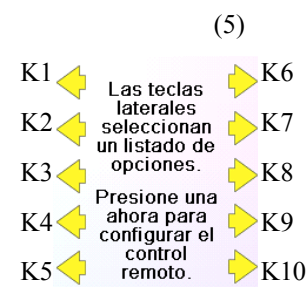 (5)
K1
K6
Las teclas
laterales
K2
K7
seleccionan
un listado de
K3
K8
opciones.
Presione una
K4
K9
ahora para
configurar el
control
K5
K10
remoto.